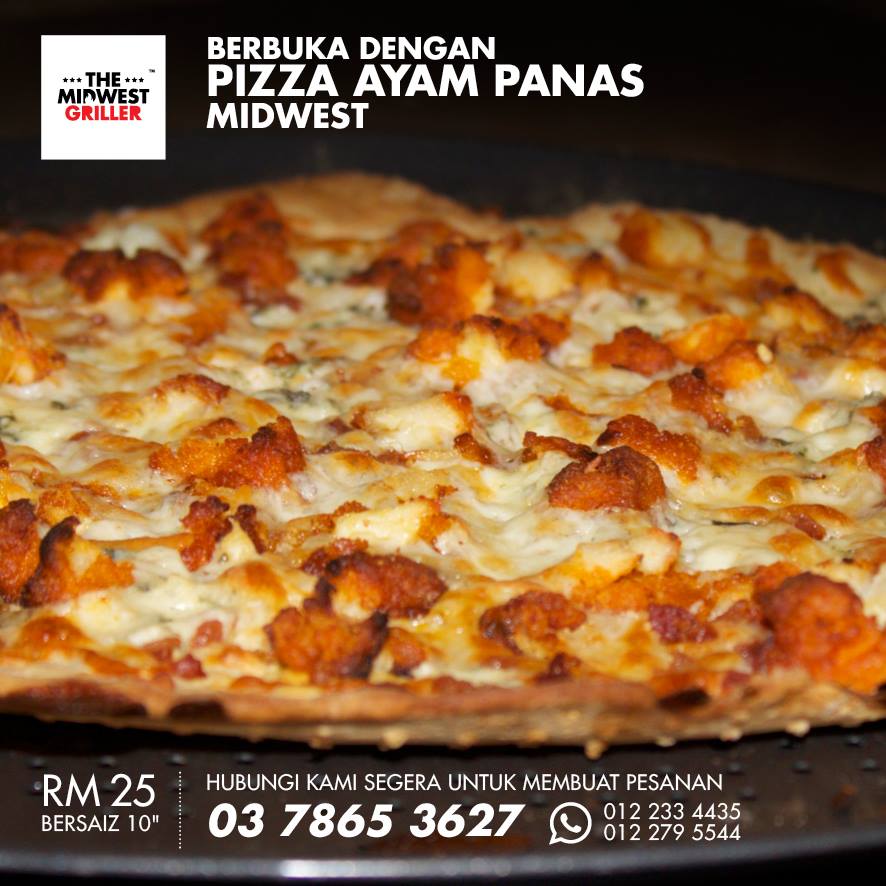 *** THE ***
MIDWEST
GRILLER
™
BERBUKA DENGAN
PIZZA AYAM PANAS
MIDWEST
RM 25
BERSAIZ 10"
HUBUNGI KAMI SEGERA UNTUK MEMBUAT PESANAN
03 7865 3627
012 233 4435
012 279 5544